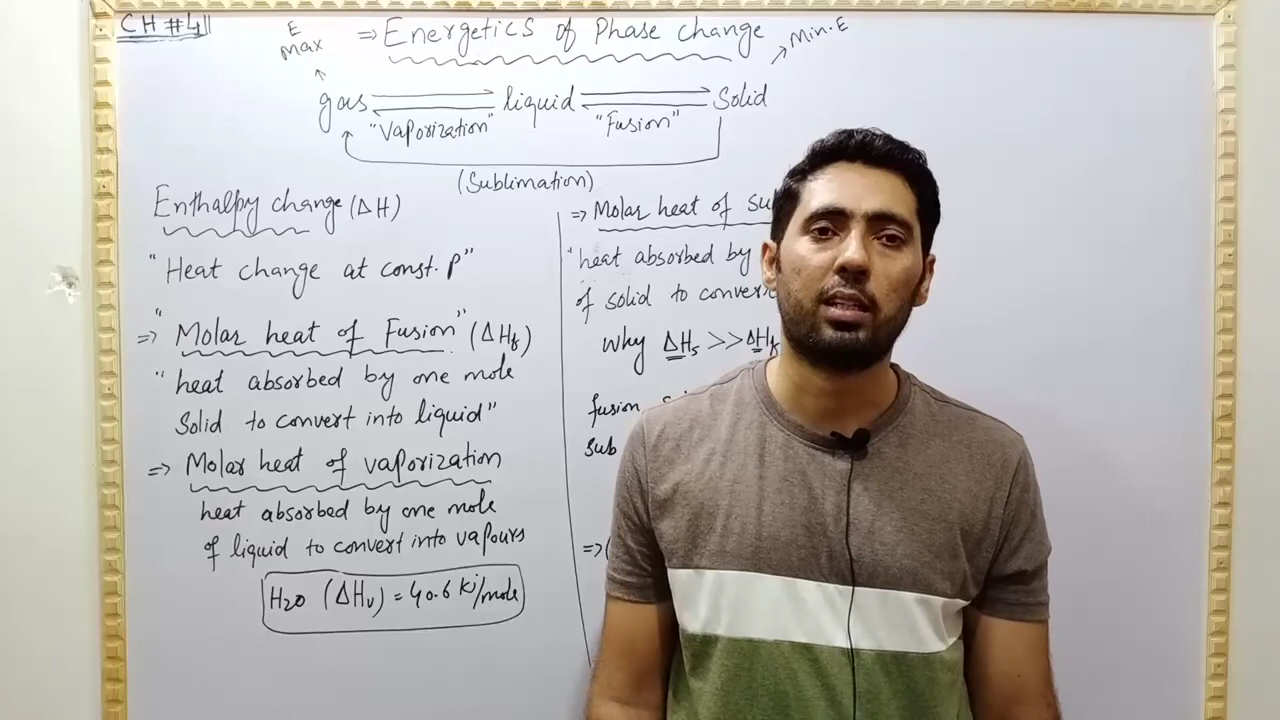 CH #4
E
max
⇒ Energetics of Phase change
Min. E
gas ⇌ liquid ⇌ Solid
"Vaporization" "Fusion"
(Sublimation)
Enthalpy change (ΔH)
"Heat change at const. P"
⇒ "Molar heat of Fusion" (ΔHf)
"heat absorbed by one mole
Solid to convert into liquid"
⇒ Molar heat of vaporization
heat absorbed by one mole
of liquid to convert into vapours
H2O (ΔHv) = 40.6 kj/mole
⇒ Molar heat of
"heat absorbed by
of solid to convert
why ΔHs >> ΔHf
fusion
sub
⇒